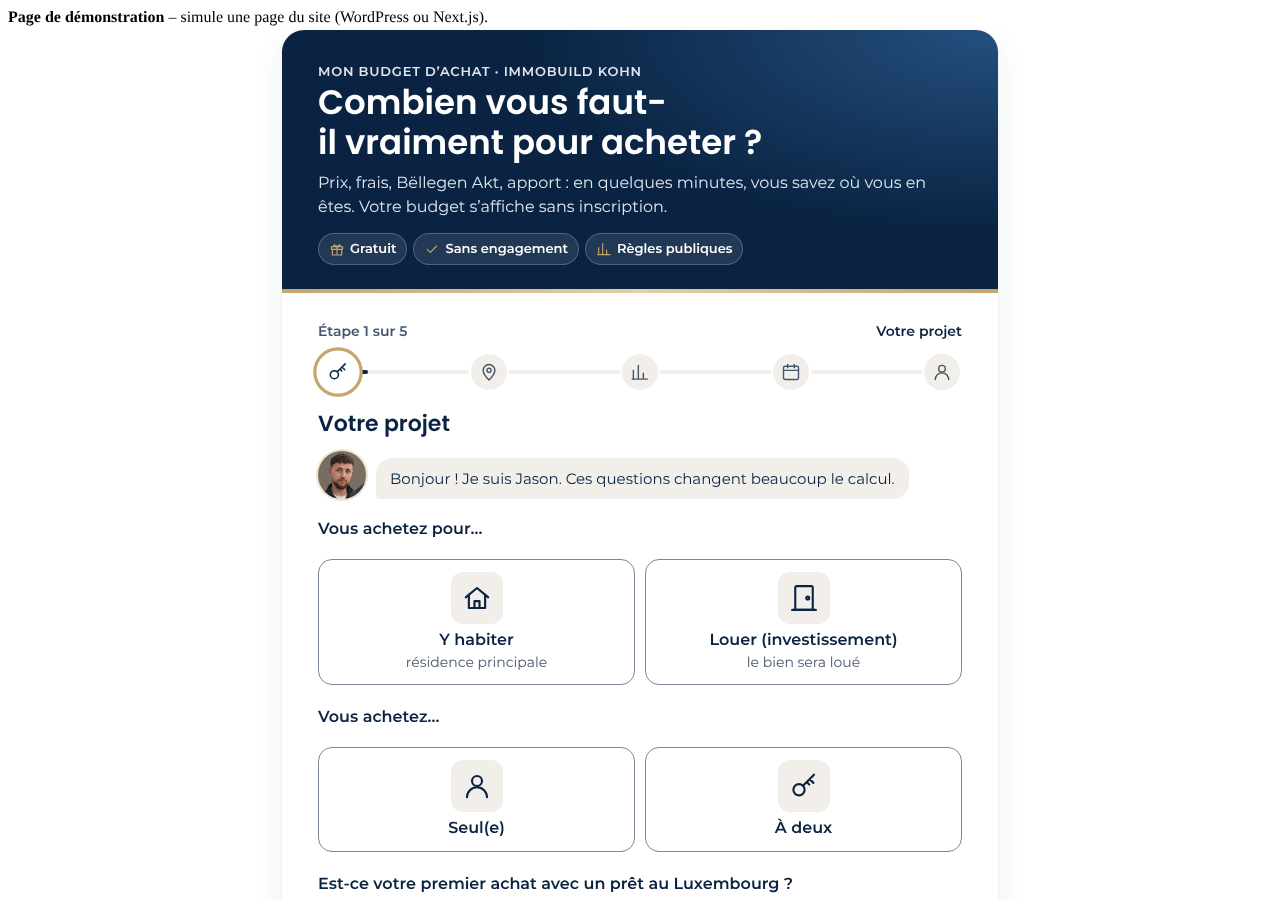 Page de démonstration – simule une page du site (WordPress ou Next.js).
MON BUDGET D’ACHAT · IMMOBUILD KOHN
Combien vous faut-
il vraiment pour acheter ?
Prix, frais, Bëllegen Akt, apport : en quelques minutes, vous savez où vous en
êtes. Votre budget s’affiche sans inscription.
Gratuit
Sans engagement
Règles publiques
Étape 1 sur 5
Votre projet
Votre projet
Bonjour ! Je suis Jason. Ces questions changent beaucoup le calcul.
Vous achetez pour…
Y habiter
résidence principale
Louer (investissement)
le bien sera loué
Vous achetez…
Seul(e)
À deux
Est-ce votre premier achat avec un prêt au Luxembourg ?